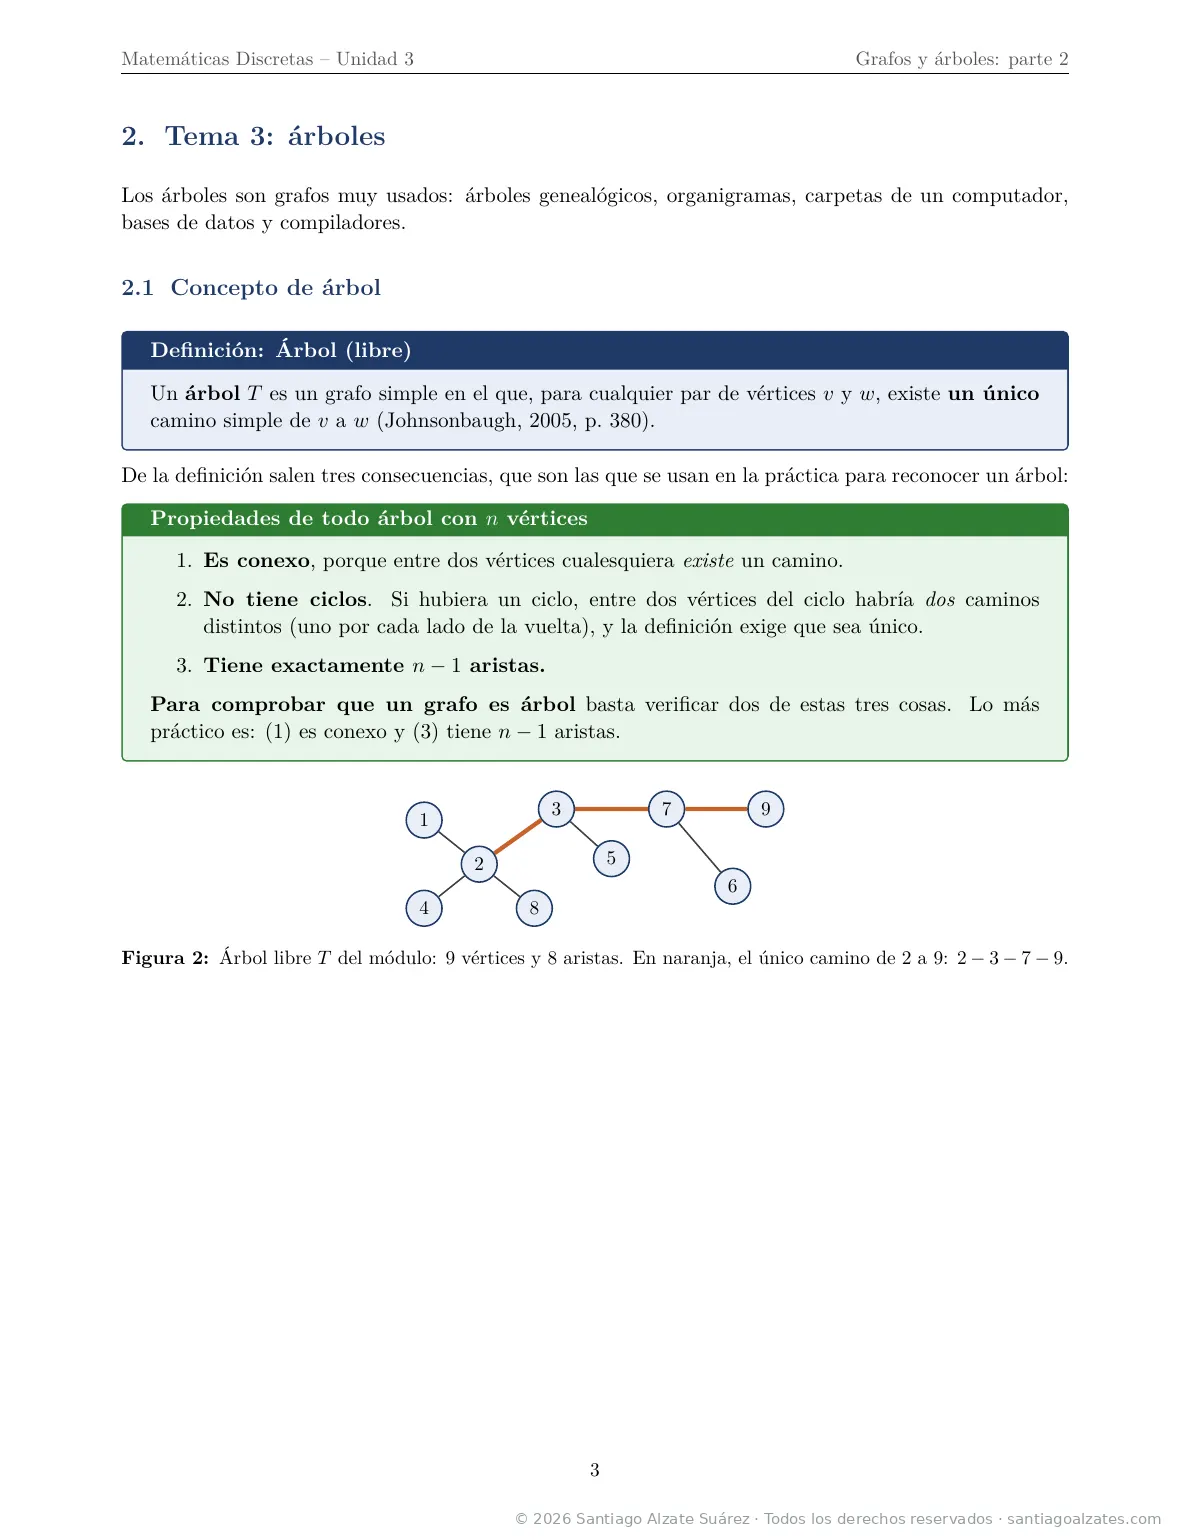 Matemáticas Discretas – Unidad 3
Grafos y árboles: parte 2
2. Tema 3: árboles
Los árboles son grafos muy usados: árboles genealógicos, organigramas, carpetas de un computador,
bases de datos y compiladores.
2.1 Concepto de árbol
Definición: Árbol (libre)
Un árbol T es un grafo simple en el que, para cualquier par de vértices v y w, existe un único
camino simple de v a w (Johnsonbaugh, 2005, p. 380).
De la definición salen tres consecuencias, que son las que se usan en la práctica para reconocer un árbol:
Propiedades de todo árbol con n vértices
1. Es conexo, porque entre dos vértices cualesquiera existe un camino.
2. No tiene ciclos. Si hubiera un ciclo, entre dos vértices del ciclo habría dos caminos
distintos (uno por cada lado de la vuelta), y la definición exige que sea único.
3. Tiene exactamente n − 1 aristas.
Para comprobar que un grafo es árbol basta verificar dos de estas tres cosas. Lo más
práctico es: (1) es conexo y (3) tiene n − 1 aristas.
3
7
9
1
2
5
6
4
8
Figura 2: Árbol libre T del módulo: 9 vértices y 8 aristas. En naranja, el único camino de 2 a 9: 2 − 3 − 7 − 9.
3
© 2026 Santiago Alzate Suárez · Todos los derechos reservados · santiagoalzates.com